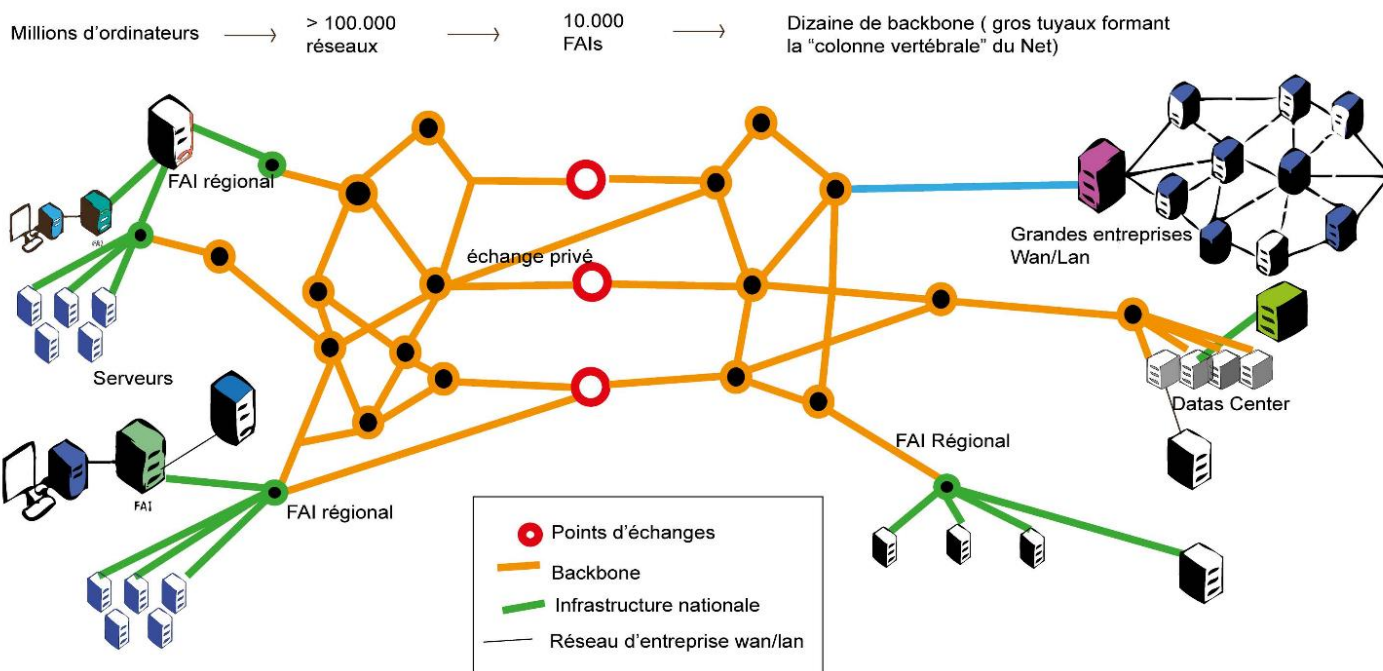 Millions d'ordinateurs
> 100.000
réseaux
10.000
FAIs
Dizaine de backbone ( gros tuyaux formant
la "colonne vertébrale" du Net)
FAI régional
FAI
échange privé
Grandes entreprises
Wan/Lan
Serveurs
Datas Center
FAI Régional
FAI
FAI régional
Points d'échanges
Backbone
Infrastructure nationale
Réseau d'entreprise wan/lan